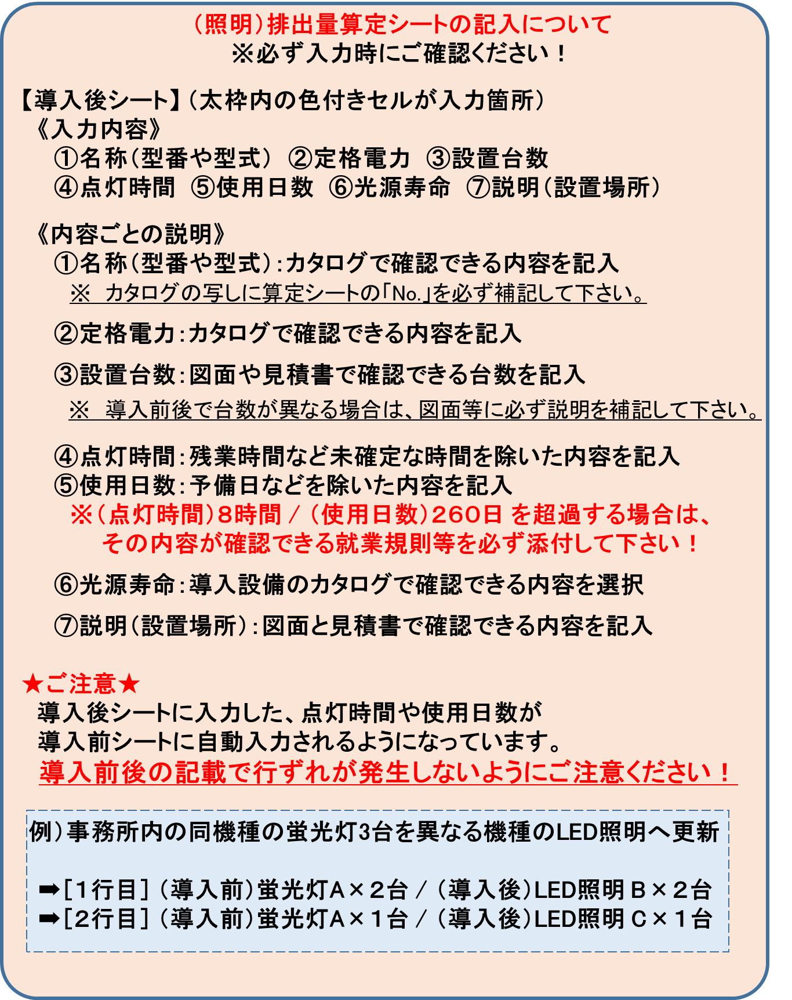 （照明）排出量算定シートの記入について
※必ず入力時にご確認ください！
【導入後シート】（太枠内の色付きセルが入力箇所）
《入力内容》
①名称（型番や型式）　②定格電力　③設置台数
④点灯時間　⑤使用日数　⑥光源寿命　⑦説明（設置場所）
《内容ごとの説明》
①名称（型番や型式）：カタログで確認できる内容を記入
※　カタログの写しに算定シートの「No.」を必ず補記して下さい。
②定格電力：カタログで確認できる内容を記入
③設置台数：図面や見積書で確認できる台数を記入
※　導入前後で台数が異なる場合は、図面等に必ず説明を補記して下さい。
④点灯時間：残業時間など未確定な時間を除いた内容を記入
⑤使用日数：予備日などを除いた内容を記入
※（点灯時間）８時間 /（使用日数）２６０日 を超過する場合は、
その内容が確認できる就業規則等を必ず添付して下さい！
⑥光源寿命：導入設備のカタログで確認できる内容を選択
⑦説明（設置場所）：図面と見積書で確認できる内容を記入
★ご注意★
導入後シートに入力した、点灯時間や使用日数が
導入前シートに自動入力されるようになっています。
導入前後の記載で行ずれが発生しないようにご注意ください！
例）事務所内の同機種の蛍光灯3台を異なる機種のLED照明へ更新
➡［１行目］（導入前）蛍光灯A×２台 /（導入後）LED照明 B×２台
➡［２行目］（導入前）蛍光灯A×１台 /（導入後）LED照明 C×１台